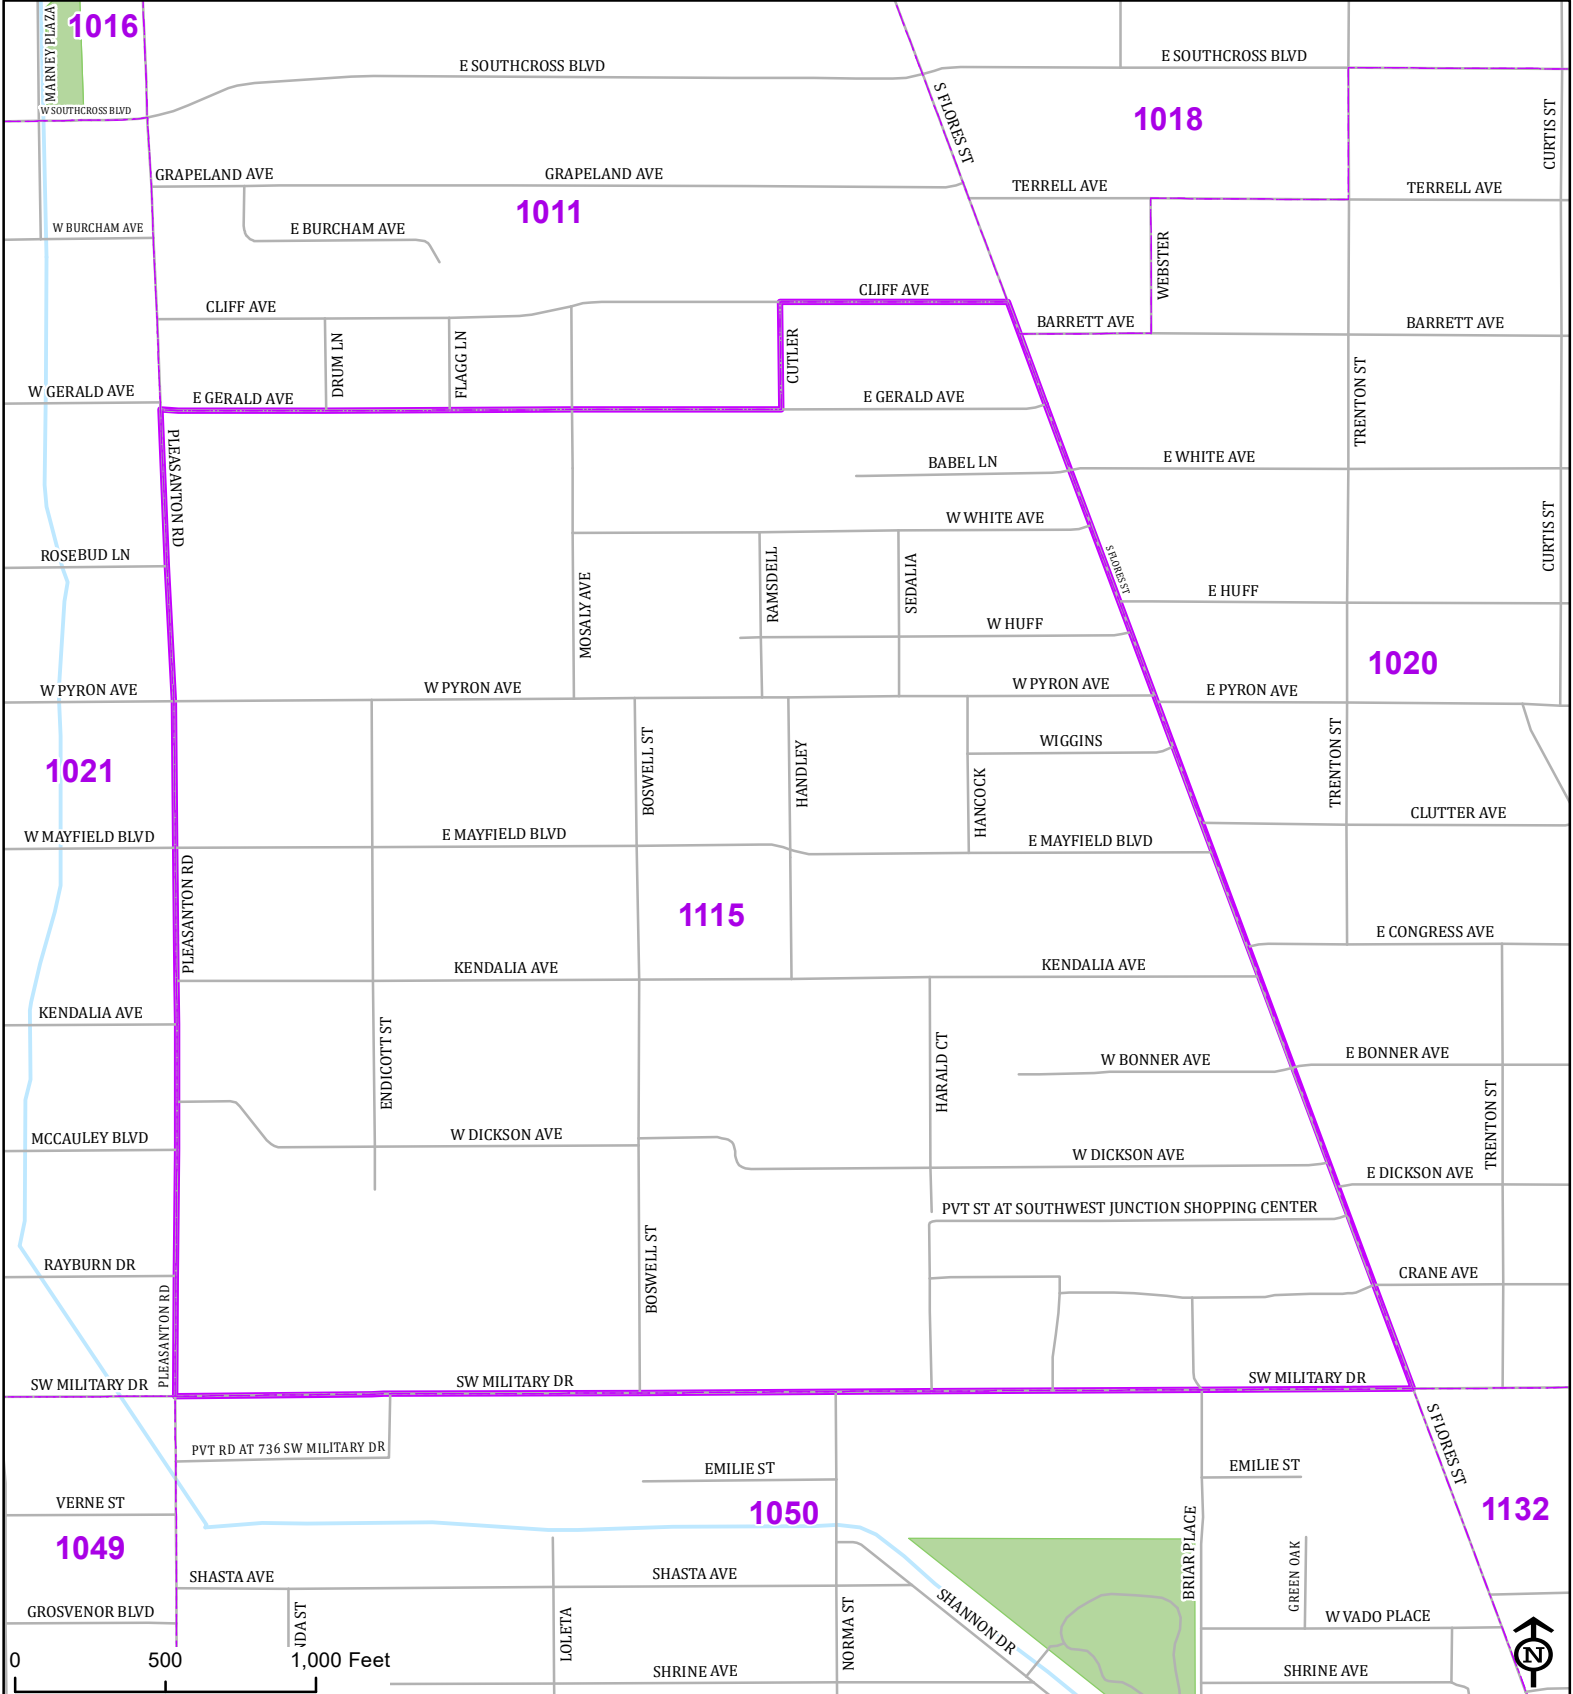 MARNEY PLAZA
1016
E SOUTHCROSS BLVD
E SOUTHCROSS BLVD
W SOUTHCROSS BLVD
S FLORES ST
1018
CURTIS ST
GRAPELAND AVE
GRAPELAND AVE
TERRELL AVE
TERRELL AVE
1011
W BURCHAM AVE
E BURCHAM AVE
WEBSTER
CLIFF AVE
CLIFF AVE
BARRETT AVE
BARRETT AVE
DRUM LN
FLAGG LN
CUTLER
TRENTON ST
W GERALD AVE
E GERALD AVE
E GERALD AVE
PLEASANTON RD
BABEL LN
E WHITE AVE
W WHITE AVE
CURTIS ST
ROSEBUD LN
MOSALY AVE
RAMSDELL
SEDALIA
S FLORES ST
E HUFF
W HUFF
1020
W PYRON AVE
W PYRON AVE
W PYRON AVE
E PYRON AVE
1021
BOSWELL ST
HANDLEY
WIGGINS
HANCOCK
TRENTON ST
CLUTTER AVE
W MAYFIELD BLVD
E MAYFIELD BLVD
E MAYFIELD BLVD
PLEASANTON RD
1115
E CONGRESS AVE
KENDALIA AVE
KENDALIA AVE
KENDALIA AVE
ENDICOTT ST
HARALD CT
W BONNER AVE
E BONNER AVE
TRENTON ST
MCCAULEY BLVD
W DICKSON AVE
W DICKSON AVE
E DICKSON AVE
PVT ST AT SOUTHWEST JUNCTION SHOPPING CENTER
RAYBURN DR
BOSWELL ST
CRANE AVE
PLEASANTON RD
SW MILITARY DR
SW MILITARY DR
SW MILITARY DR
S FLORES ST
PVT RD AT 736 SW MILITARY DR
EMILIE ST
EMILIE ST
VERNE ST
1050
1132
1049
BRIAR PLACE
GREEN OAK
SHASTA AVE
SHASTA AVE
GROSVENOR BLVD
NDA ST
LOLETA
NORMA ST
SHANNON DR
W VADO PLACE
SHRINE AVE
SHRINE AVE
0 500 1,000 Feet
N